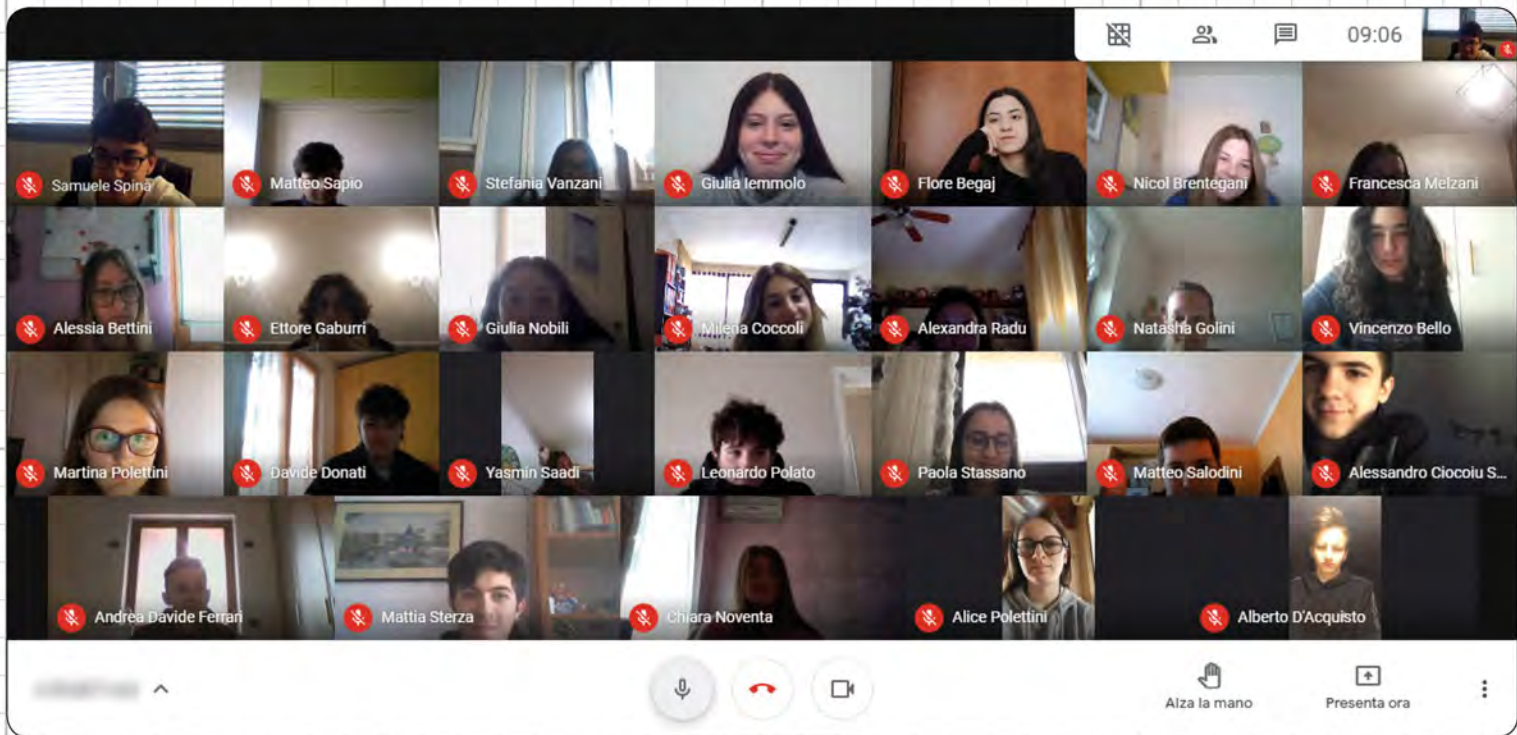 09:06
Samuele Spina
Matteo Sapio
Stefania Vanzani
Giulia Iemmolo
Flore Begaj
Nicol Brentegani
Francesca Melzani
Alessia Bettini
Ettore Gaburri
Giulia Nobili
Milena Coccoli
Alexandra Radu
Natasha Golini
Vincenzo Bello
Martina Polettini
Davide Donati
Yasmin Saadi
Leonardo Polato
Paola Stassano
Matteo Salodini
Alessandro Ciocoiu S...
Andrea Davide Ferrari
Mattia Sterza
Chiara Noventa
Alice Polettini
Alberto D'Acquisto
Alza la mano
Presenta ora